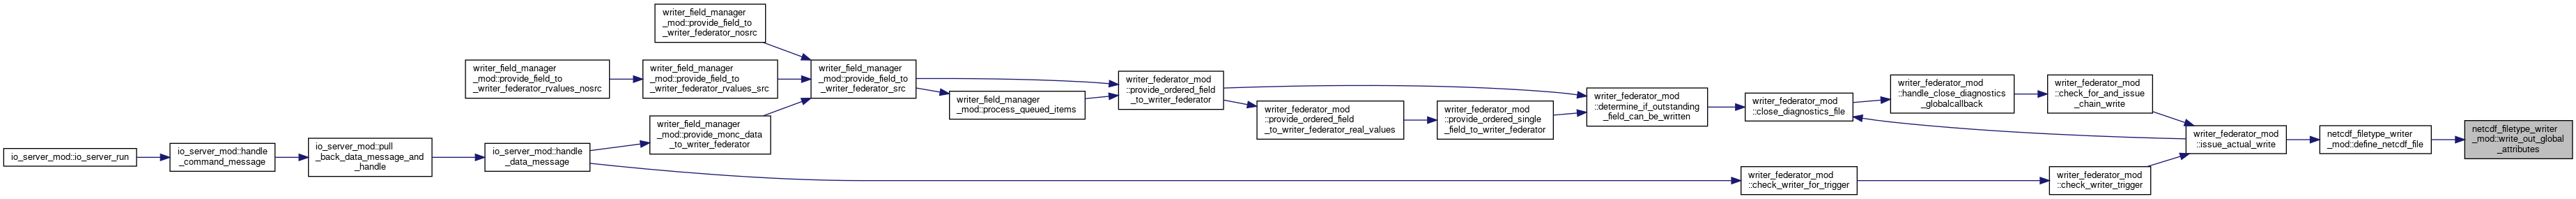 writer_field_manager
_mod::provide_field_to
_writer_federator_nosrc
writer_field_manager
_mod::provide_field_to
_writer_federator_rvalues_nosrc
writer_field_manager
_mod::provide_field_to
_writer_federator_rvalues_src
writer_field_manager
_mod::provide_field_to
_writer_federator_src
writer_field_manager
_mod::process_queued_items
writer_federator_mod
::provide_ordered_field
_to_writer_federator
writer_federator_mod
::provide_ordered_field
_to_writer_federator_real_values
writer_federator_mod
::provide_ordered_single
_field_to_writer_federator
writer_federator_mod
::determine_if_outstanding
_field_can_be_written
writer_federator_mod
::close_diagnostics_file
writer_federator_mod
::handle_close_diagnostics
_globalcallback
writer_federator_mod
::check_for_and_issue
_chain_write
io_server_mod::io_server_run
io_server_mod::handle
_command_message
io_server_mod::pull
_back_data_message_and
_handle
io_server_mod::handle
_data_message
writer_field_manager
_mod::provide_monc_data
_to_writer_federator
writer_federator_mod
::check_writer_for_trigger
writer_federator_mod
::check_writer_trigger
writer_federator_mod
::issue_actual_write
netcdf_filetype_writer
_mod::define_netcdf_file
netcdf_filetype_writer
_mod::write_out_global
_attributes